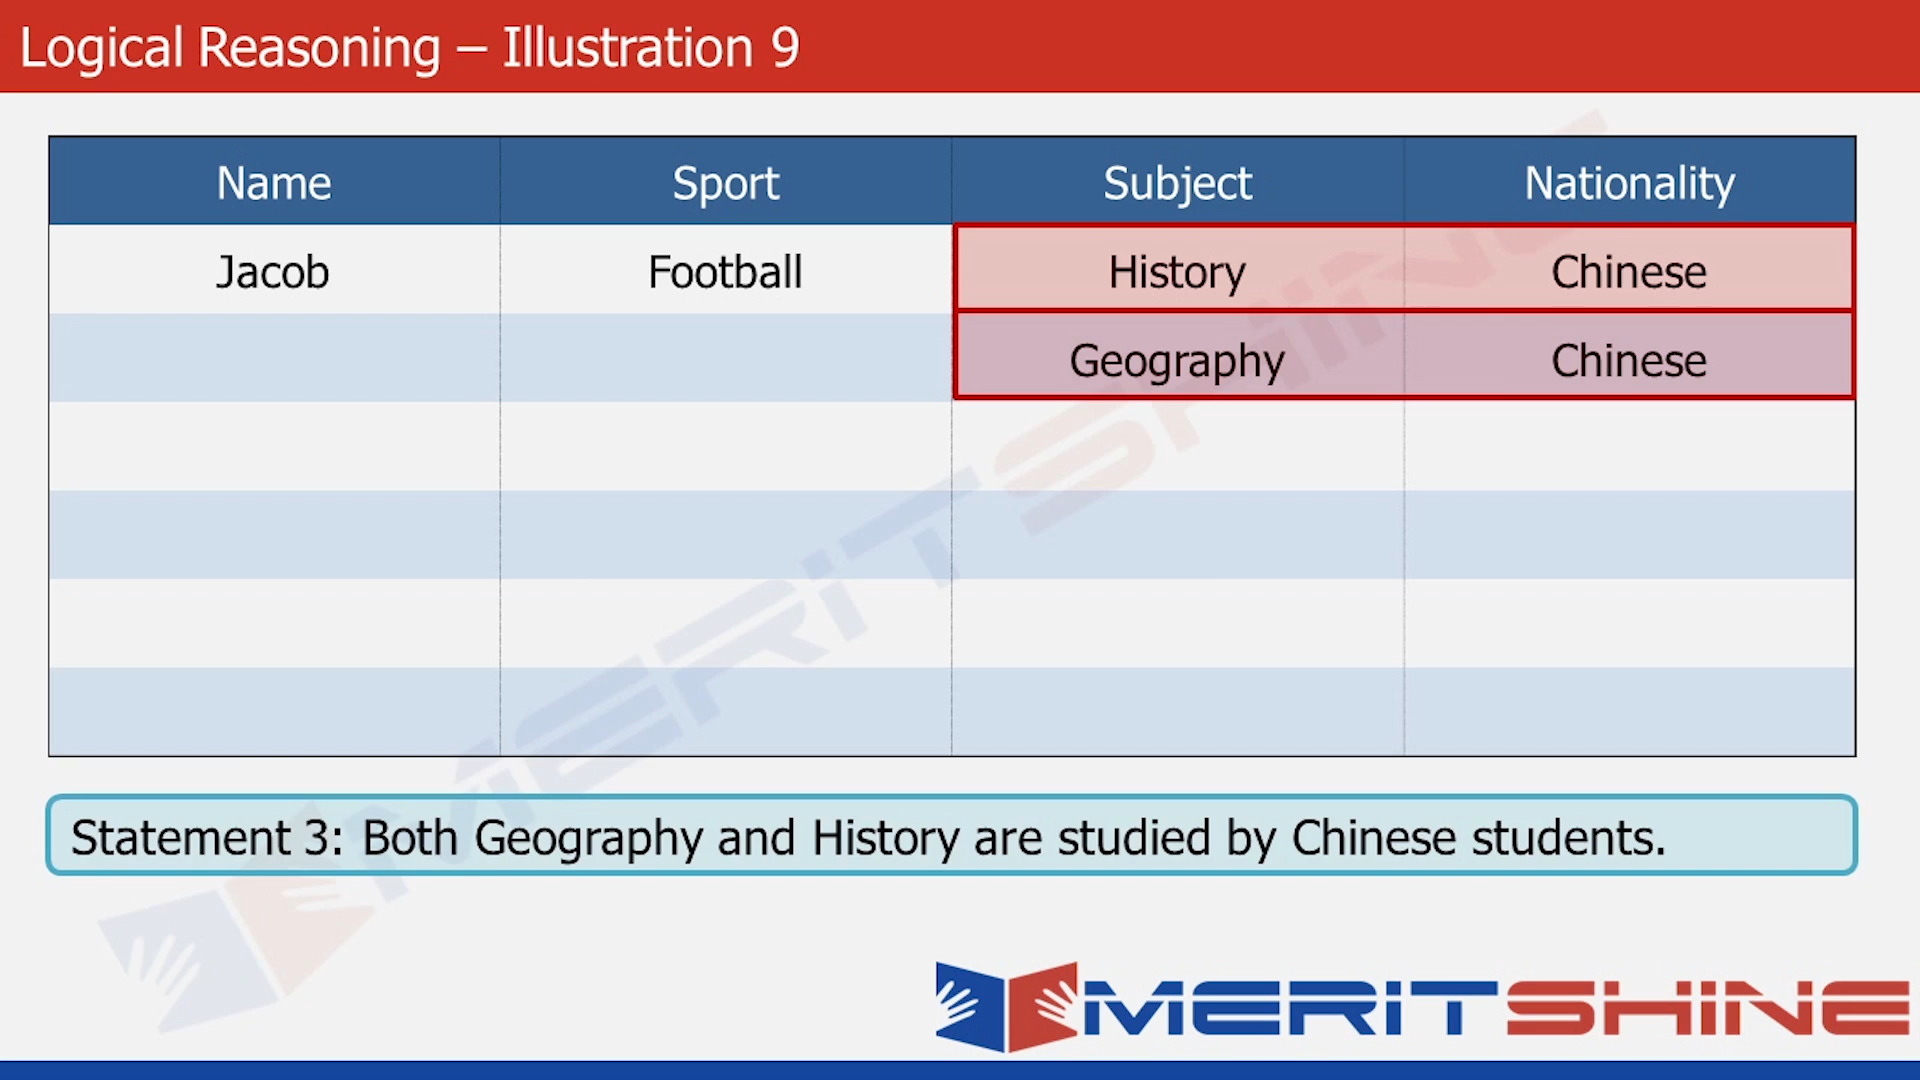 Logical Reasoning – Illustration 9
Name Sport Subject Nationality
Jacob Football History Chinese
Geography Chinese
Statement 3: Both Geography and History are studied by Chinese students.
MERITSHINE
MERITSHINE